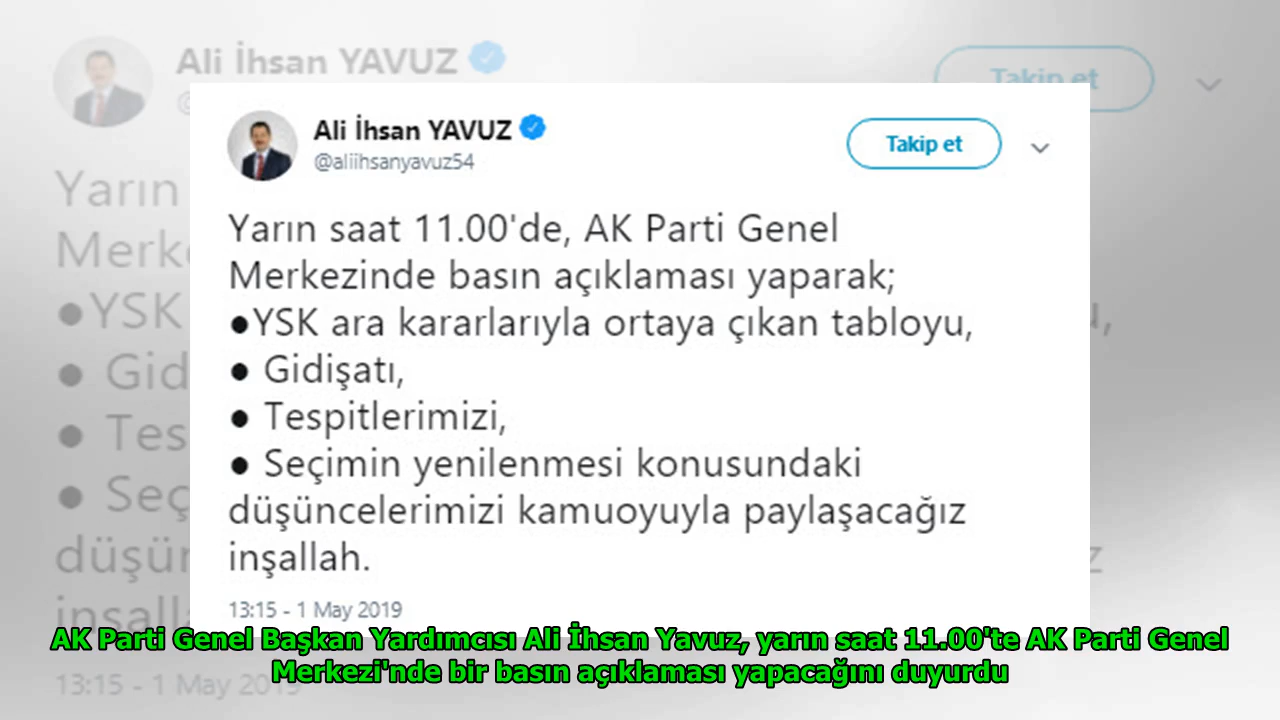 Ali İhsan YAVUZ
@aliihsanyavuz54
Takip et
Yarın saat 11.00'de, AK Parti Genel
Merkezinde basın açıklaması yaparak;
●YSK ara kararlarıyla ortaya çıkan tabloyu,
● Gidişatı,
● Tespitlerimizi,
● Seçimin yenilenmesi konusundaki
düşüncelerimizi kamuoyuyla paylaşacağız
inşallah.
13:15 - 1 May 2019
AK Parti Genel Başkan Yardımcısı Ali İhsan Yavuz, yarın saat 11.00'te AK Parti Genel
Merkezi'nde bir basın açıklaması yapacağını duyurdu